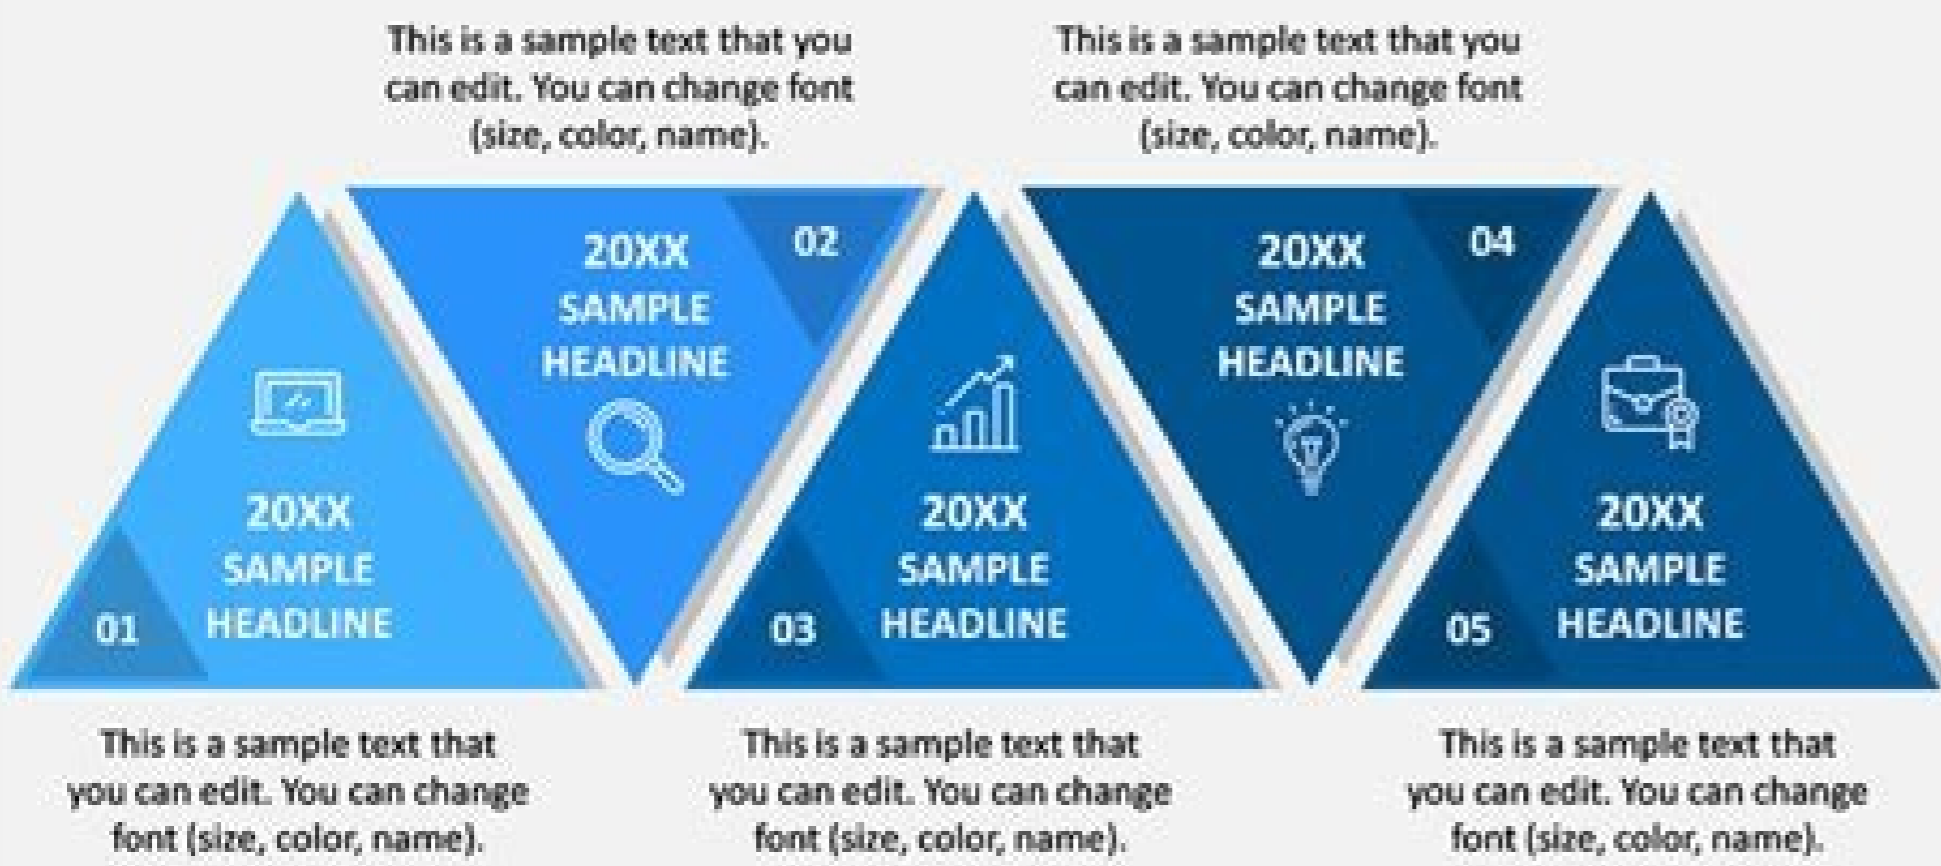 This is a sample text that you
can edit. You can change font
(size, color, name).
This is a sample text that you
can edit. You can change font
(size, color, name).
20XX
SAMPLE
HEADLINE
01
20XX
SAMPLE
HEADLINE
02
20XX
SAMPLE
HEADLINE
03
20XX
SAMPLE
HEADLINE
04
20XX
SAMPLE
HEADLINE
05
This is a sample text that
you can edit. You can change
font (size, color, name).
This is a sample text that
you can edit. You can change
font (size, color, name).
This is a sample text that
you can edit. You can change
font (size, color, name).